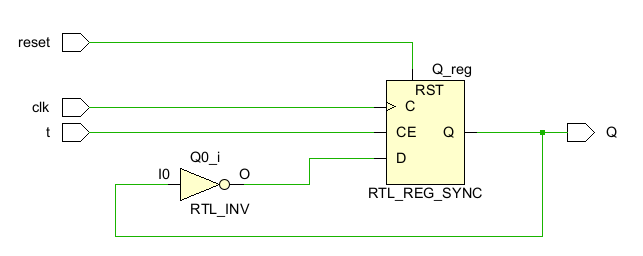 reset
Q_reg
RST
clk
C
t
CE
Q
Q
Q0_i
D
I0
O
RTL_INV
RTL_REG_SYNC